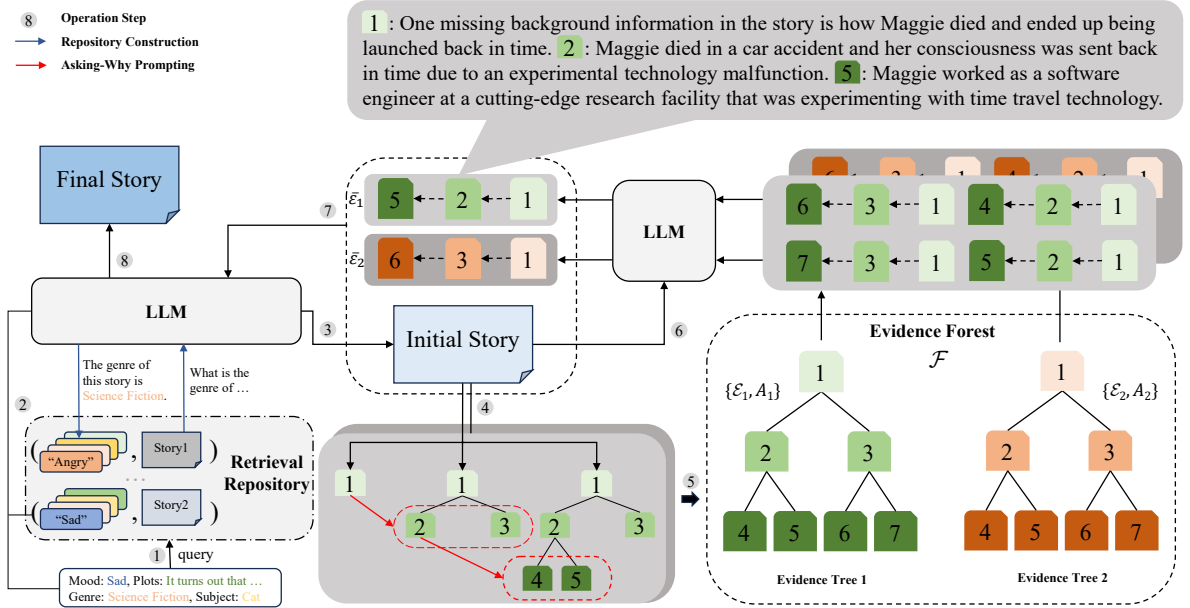 8 Operation Step
Repository Construction
Asking-Why Prompting
1 : One missing background information in the story is how Maggie died and ended up being
launched back in time. 2 : Maggie died in a car accident and her consciousness was sent back
in time due to an experimental technology malfunction. 5 : Maggie worked as a software
engineer at a cutting-edge research facility that was experimenting with time travel technology.
Final Story
8
7
LLM
3
The genre of
this story is
Science Fiction.
What is the
genre of …
2
( "Angry" , Story1 )
…
( "Sad" , Story2 )
Retrieval
Repository
1 query
Mood: Sad, Plots: It turns out that …
Genre: Science Fiction, Subject: Cat
ℰ̄₁ 5 2 1
ℰ̄₂ 6 3 1
Initial Story
LLM
6
4
1 1 1
2 3 2 3
4 5
5
6 3 1 4 2 1
6 3 1 4 2 1
7 3 1 5 2 1
Evidence Forest
ℱ
{ℰ₁, A₁}
1
2 3
4 5 6 7
Evidence Tree 1
{ℰ₂, A₂}
1
2 3
4 5 6 7
Evidence Tree 2